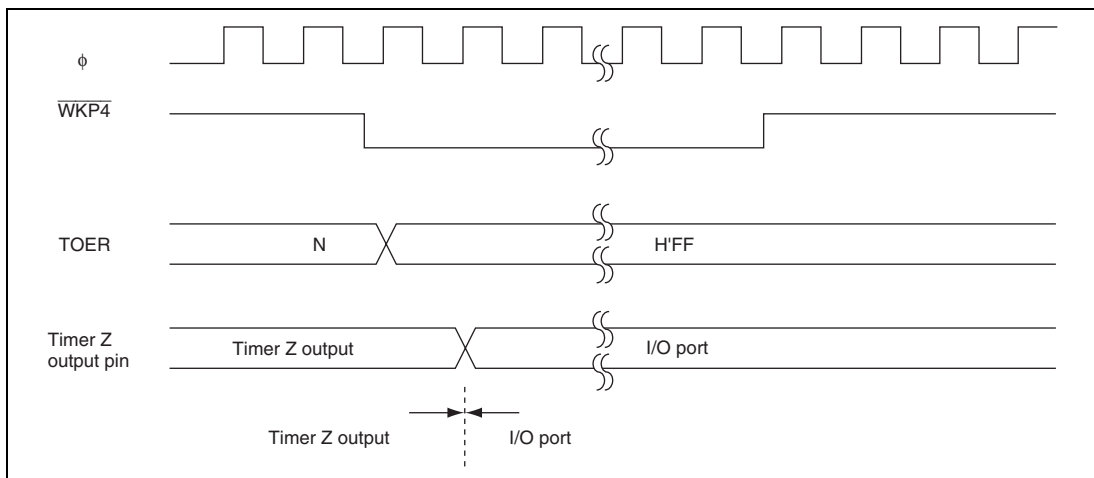 ϕ
WKP4
TOER
N
H'FF
Timer Z
output pin
Timer Z output
I/O port
Timer Z output
I/O port